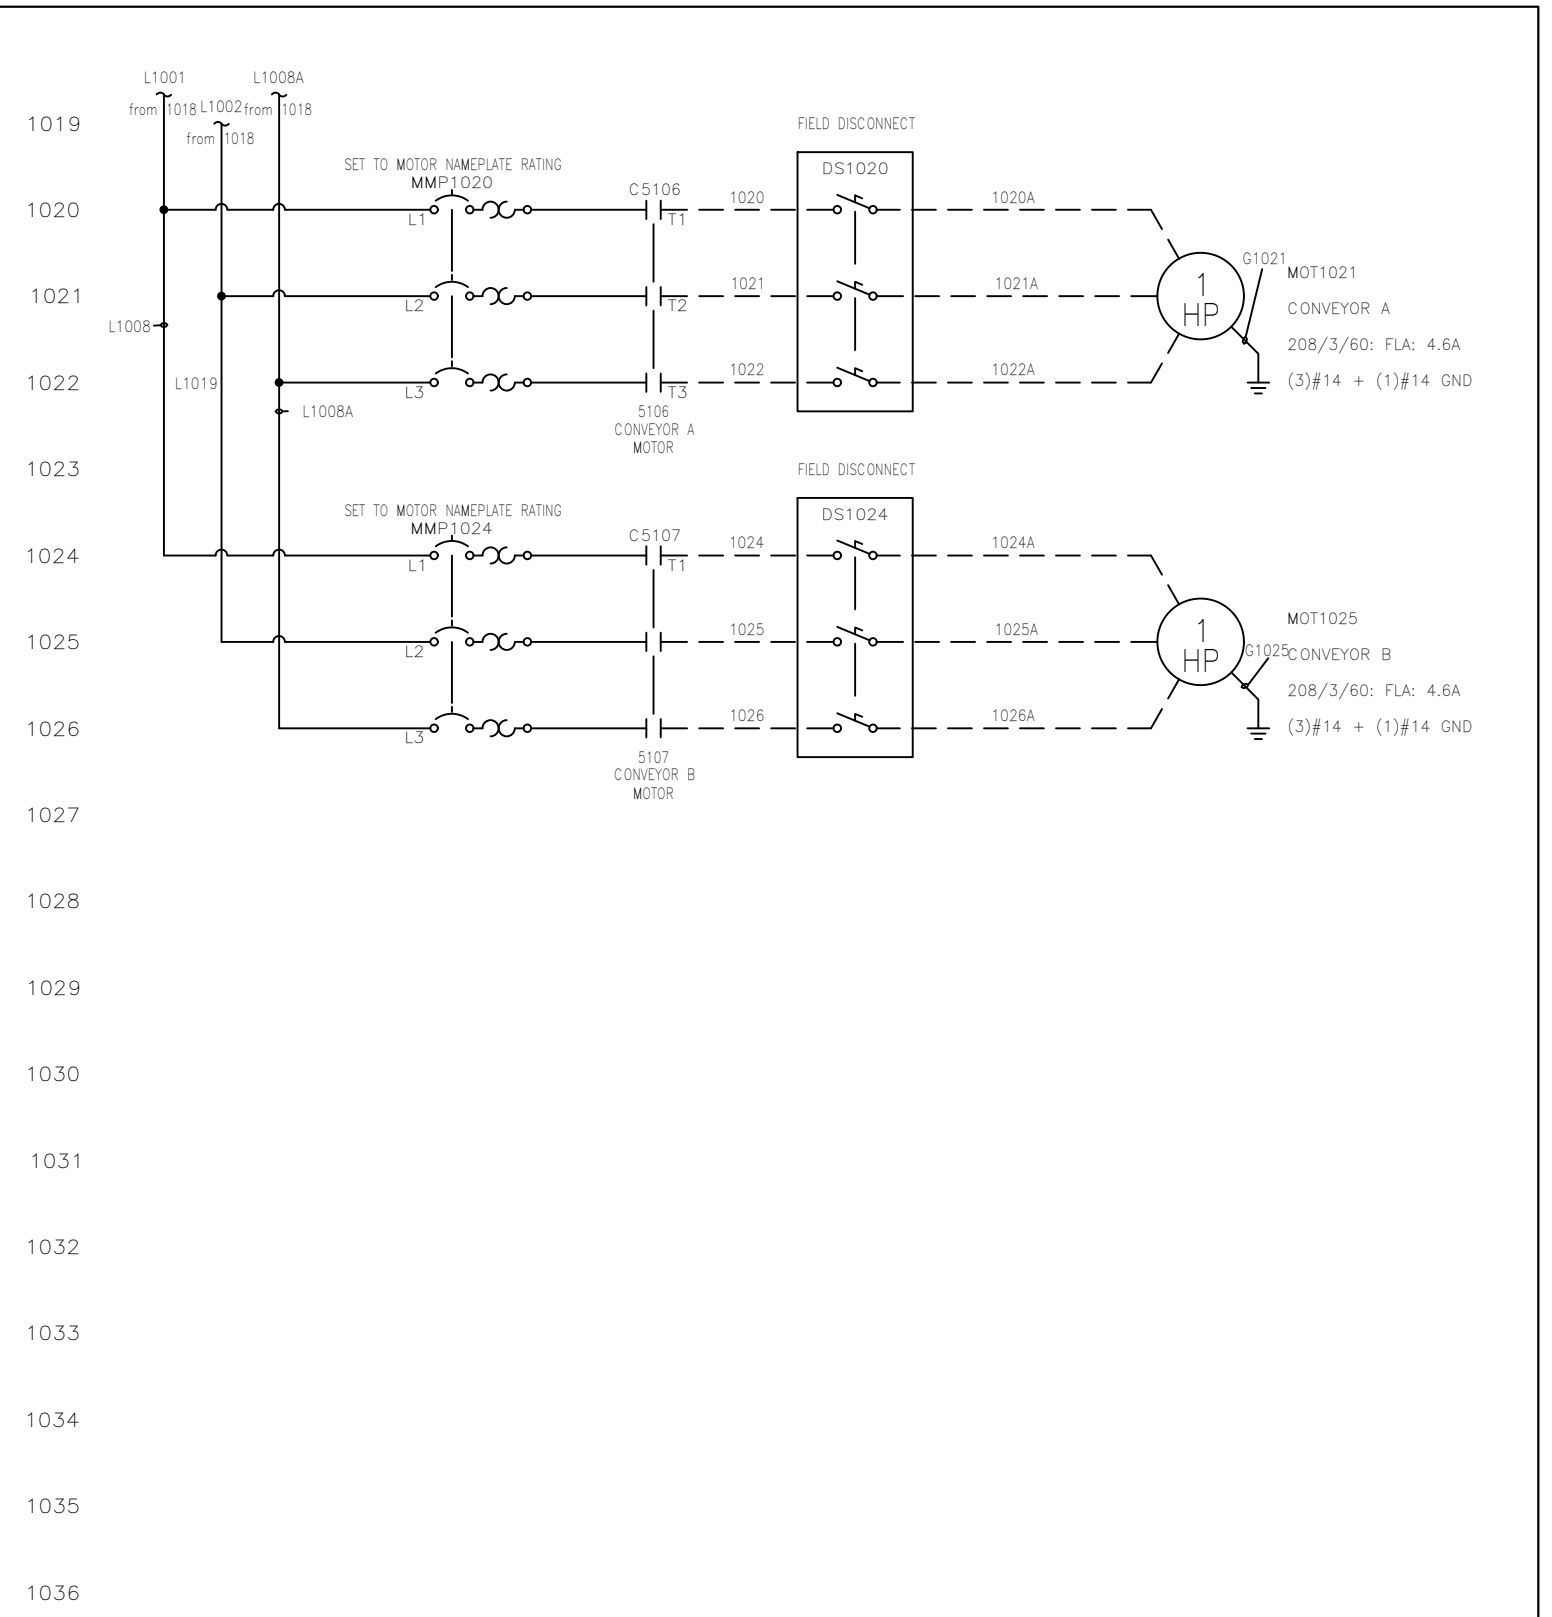 L1001 L1008A
from 1018 L1002 from 1018
1019 from 1018 FIELD DISCONNECT
SET TO MOTOR NAMEPLATE RATING
MMP1020 C5106 DS1020
1020 L1 T1 1020 1020A
G1021 MOT1021
1021 L2 T2 1021 1021A 1 HP
CONVEYOR A
L1008
208/3/60: FLA: 4.6A
1022 L1019 L3 T3 1022 1022A (3)#14 + (1)#14 GND
L1008A 5106
CONVEYOR A
MOTOR
1023 FIELD DISCONNECT
SET TO MOTOR NAMEPLATE RATING
MMP1024 C5107 DS1024
1024 L1 T1 1024 1024A
MOT1025
1025 L2 1025 1025A 1 HP
G1025 CONVEYOR B
208/3/60: FLA: 4.6A
1026 L3 1026 1026A (3)#14 + (1)#14 GND
5107
CONVEYOR B
MOTOR
1027
1028
1029
1030
1031
1032
1033
1034
1035
1036